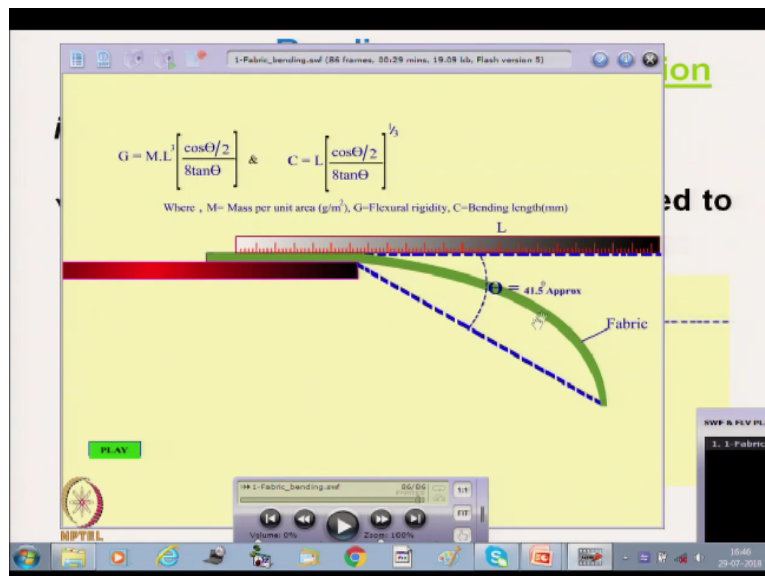 1-Fabric_bending.swf (86 frames, 00:29 mins, 19.09 kb, Flash version 5)
ion
G = M.L³[cosΘ/2 / 8tanΘ] & C = L[cosΘ/2 / 8tanΘ]^⅓
ed to
Where , M= Mass per unit area (g/m²), G=Flexural rigidity, C=Bending length(mm)
L
Θ = 41.5° Approx
Fabric
PLAY
SWF & FLV PL
1. 1-Fabric
1-Fabric_bending.swf
86/86
1:1
FIT
Volume: 0%
Zoom: 100%
NPTEL
16:46
29-07-2018